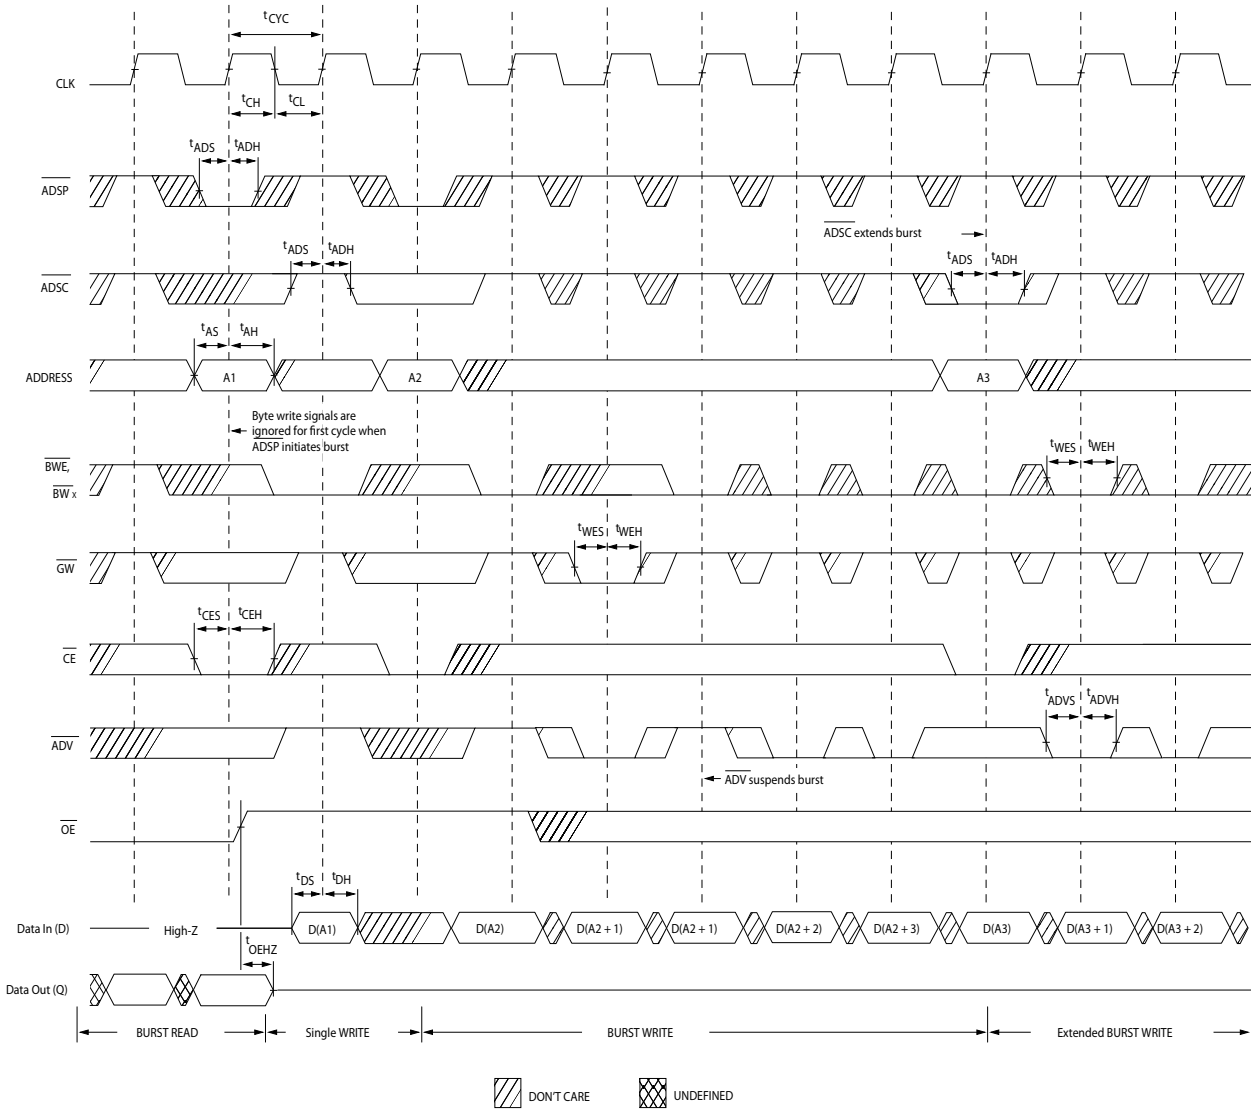 tCYC
CLK
tCH
tCL
tADS
tADH
ADSP
ADSC extends burst
tADS
tADH
tADS
tADH
ADSC
tAS
tAH
ADDRESS
A1
A2
A3
Byte write signals are
ignored for first cycle when
ADSP initiates burst
tWES
tWEH
BWE,
BW X
tWES
tWEH
GW
tCES
tCEH
CE
tADVS
tADVH
ADV
ADV suspends burst
OE
tDS
tDH
Data In (D)
High-Z
D(A1)
D(A2)
D(A2 + 1)
D(A2 + 1)
D(A2 + 2)
D(A2 + 3)
D(A3)
D(A3 + 1)
D(A3 + 2)
tOEHZ
Data Out (Q)
BURST READ
Single WRITE
BURST WRITE
Extended BURST WRITE
DON'T CARE
UNDEFINED